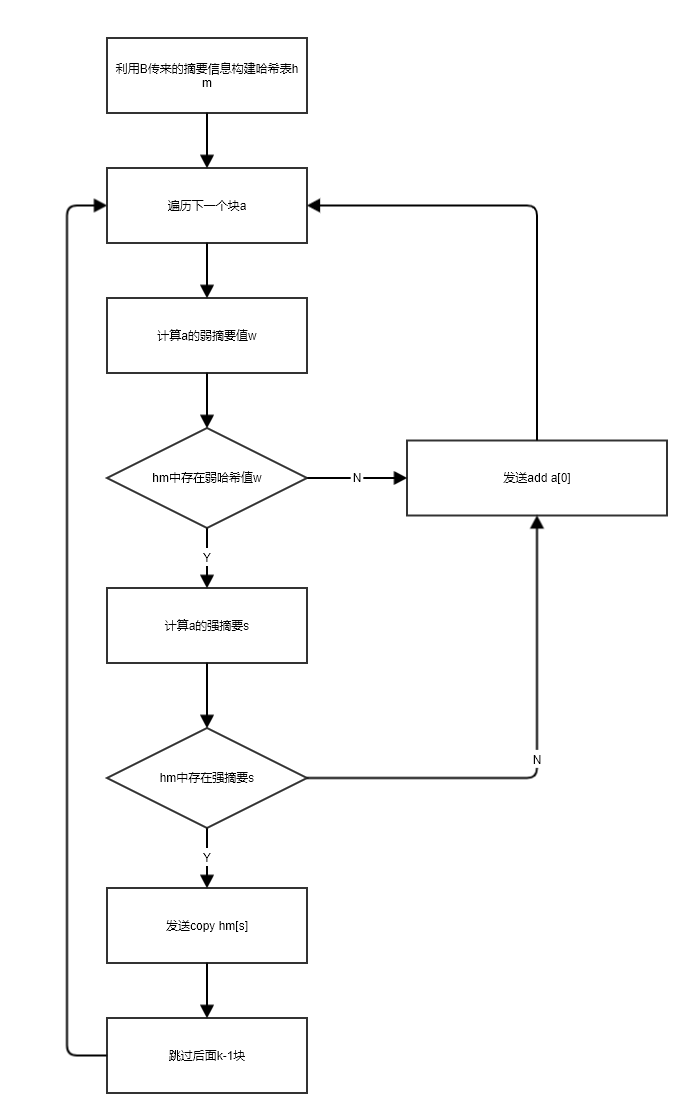 利用B传来的摘要信息构建哈希表h
m
遍历下一个块a
计算a的弱摘要值w
hm中存在弱哈希值w
N
发送add a[0]
Y
计算a的强摘要s
N
hm中存在强摘要s
Y
发送copy hm[s]
跳过后面k-1块